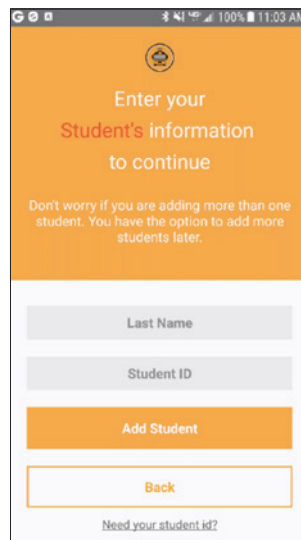 100% 11:03 AM
Enter your
Student's information
to continue
Don't worry if you are adding more than one
student. You have the option to add more
students later.
Last Name
Student ID
Add Student
Back
Need your student id?